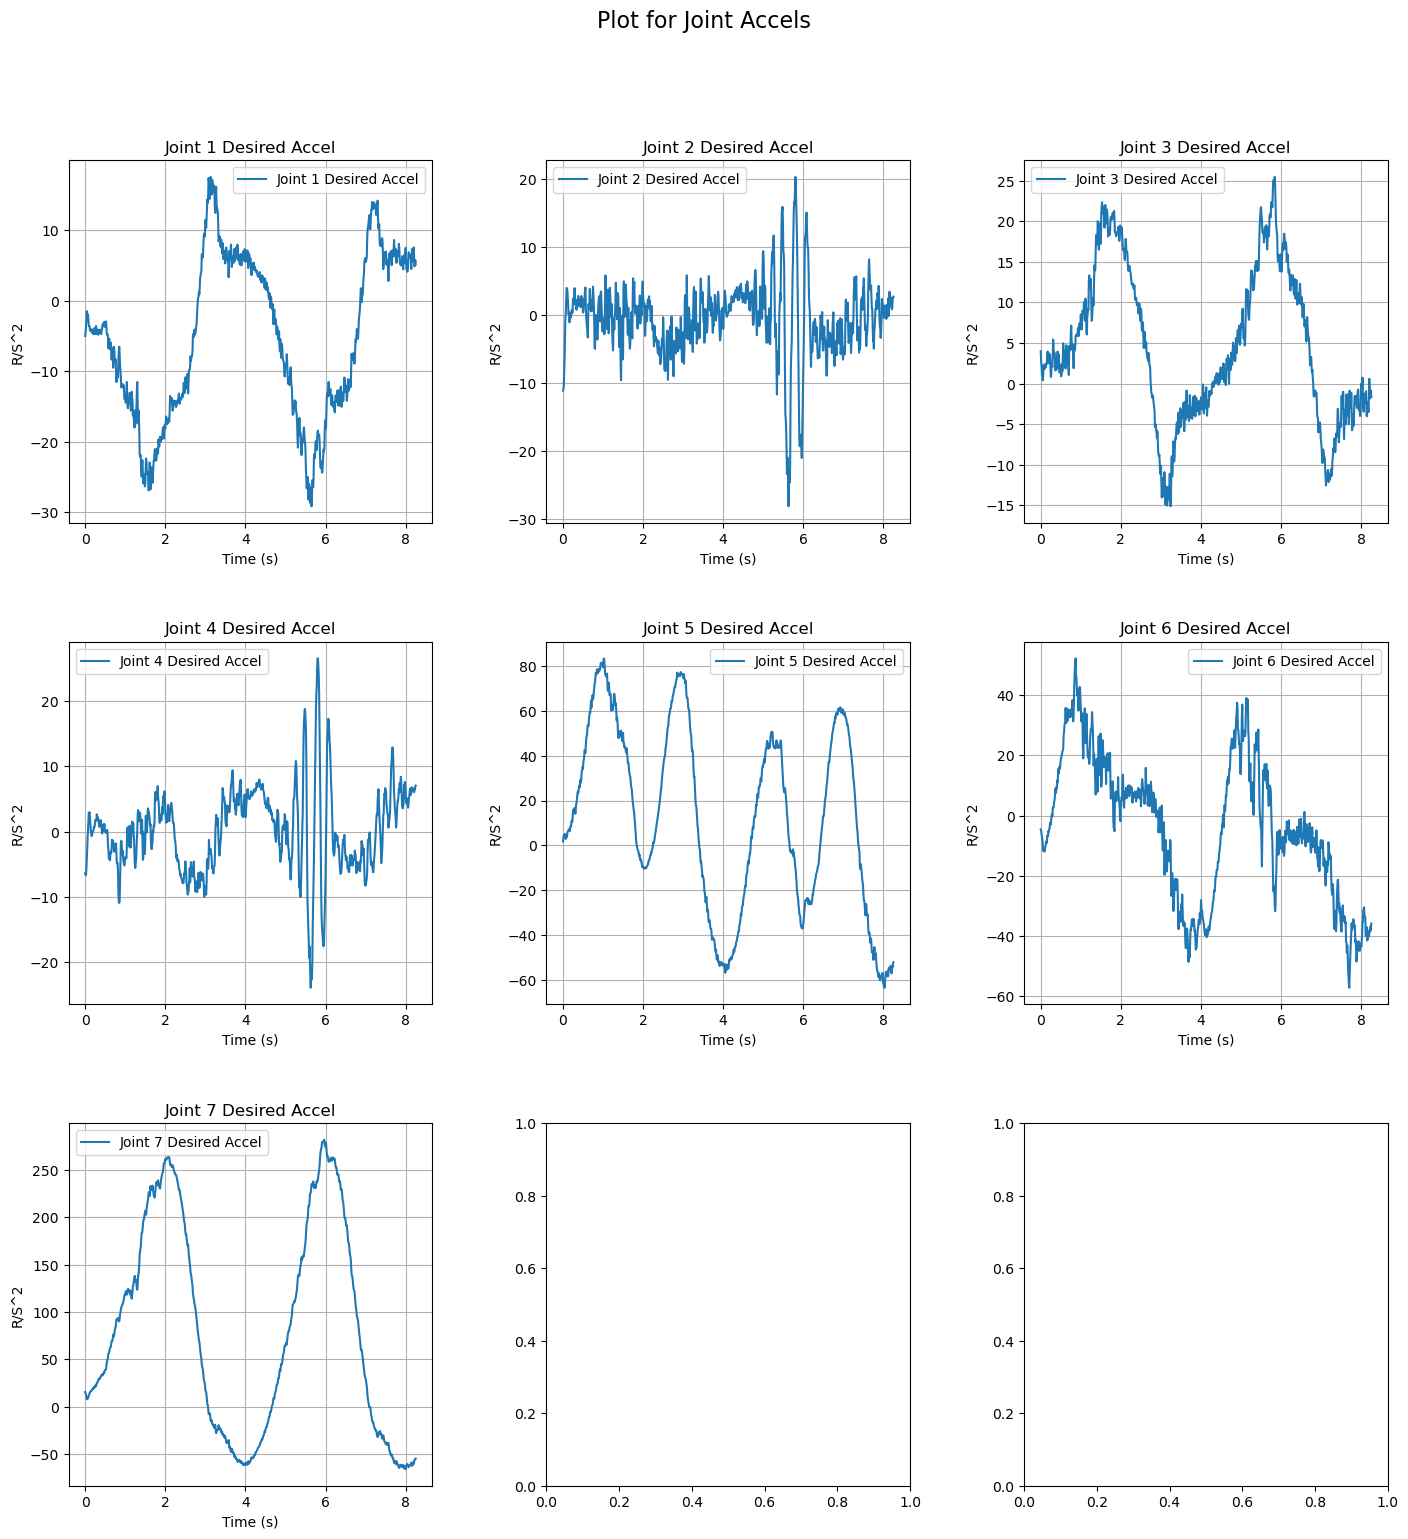 Plot for Joint Accels
Joint 1 Desired Accel
Joint 1 Desired Accel
R/S^2
10
0
−10
−20
−30
0 2 4 6 8
Time (s)
Joint 2 Desired Accel
Joint 2 Desired Accel
R/S^2
20
10
0
−10
−20
−30
0 2 4 6 8
Time (s)
Joint 3 Desired Accel
Joint 3 Desired Accel
R/S^2
25
20
15
10
5
0
−5
−10
−15
0 2 4 6 8
Time (s)
Joint 4 Desired Accel
Joint 4 Desired Accel
R/S^2
20
10
0
−10
−20
0 2 4 6 8
Time (s)
Joint 5 Desired Accel
Joint 5 Desired Accel
R/S^2
80
60
40
20
0
−20
−40
−60
0 2 4 6 8
Time (s)
Joint 6 Desired Accel
Joint 6 Desired Accel
R/S^2
40
20
0
−20
−40
−60
0 2 4 6 8
Time (s)
Joint 7 Desired Accel
Joint 7 Desired Accel
R/S^2
250
200
150
100
50
0
−50
0 2 4 6 8
Time (s)
1.0
0.8
0.6
0.4
0.2
0.0
0.0 0.2 0.4 0.6 0.8 1.0
1.0
0.8
0.6
0.4
0.2
0.0
0.0 0.2 0.4 0.6 0.8 1.0